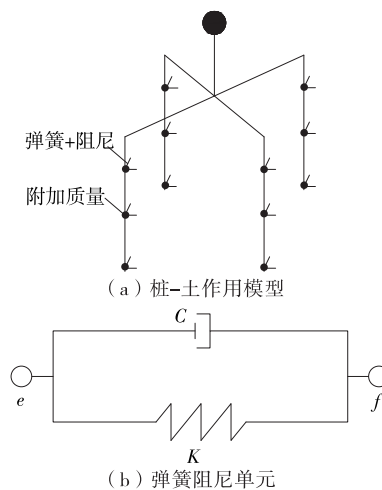 弹簧+阻尼
附加质量
（a）桩-土作用模型
C
e
f
K
（b）弹簧阻尼单元